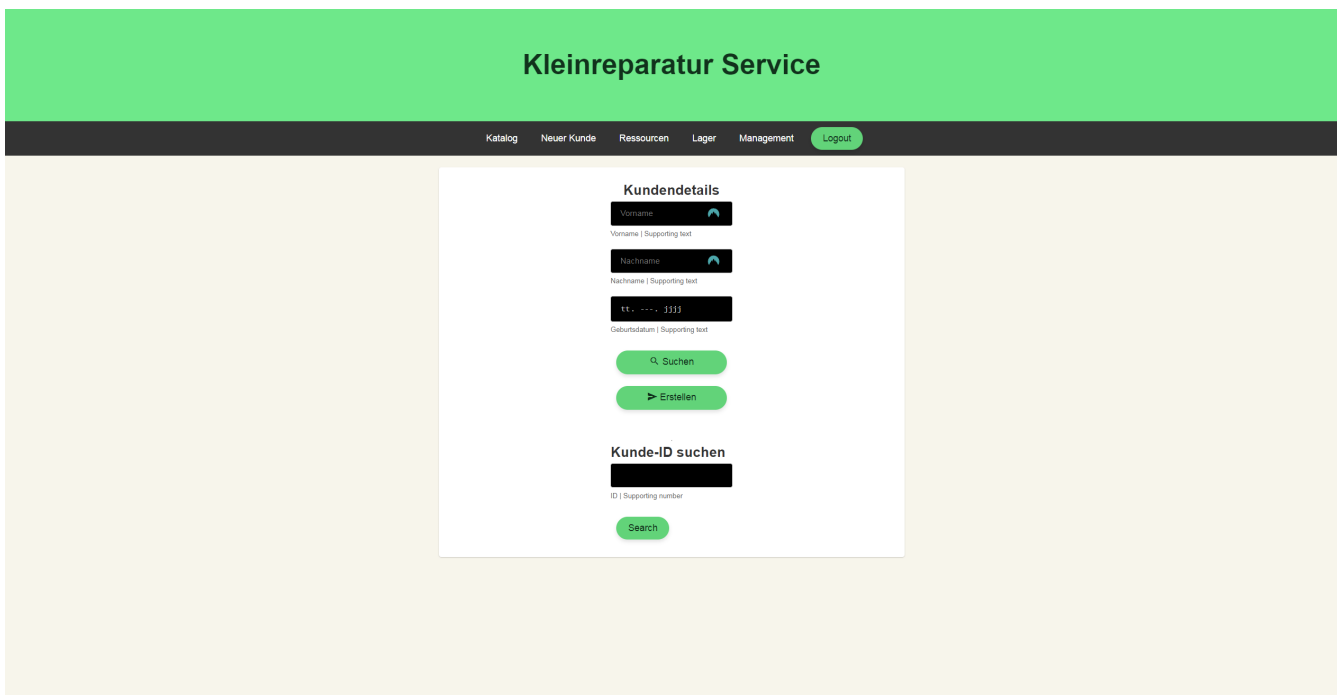 Kleinreparatur Service
Katalog Neuer Kunde Ressourcen Lager Management Logout
Kundendetails
Vorname
Vorname | Supporting text
Nachname
Nachname | Supporting text
tt. ---. jjjj
Geburtsdatum | Supporting text
Suchen
Erstellen
Kunde-ID suchen
ID | Supporting number
Search